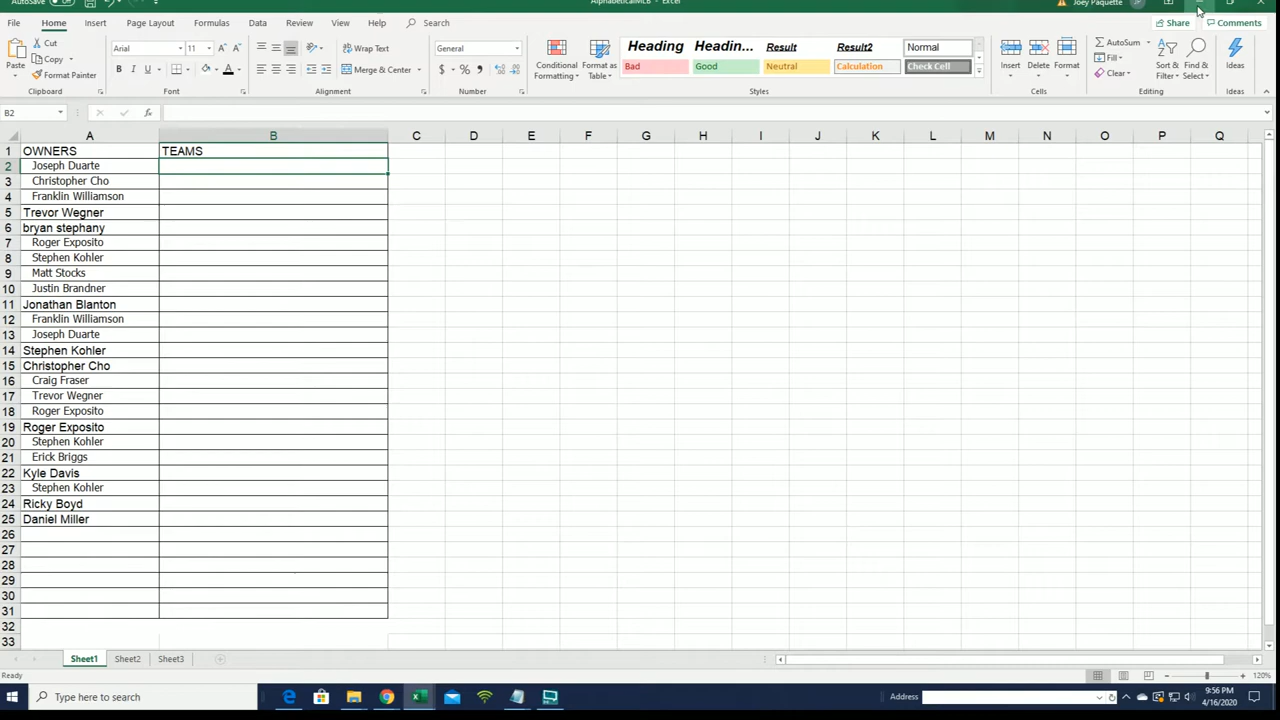 AutoSave Off AlphabeticalMLB - Excel Joey Paquette JP
File Home Insert Page Layout Formulas Data Review View Help Search Share Comments
Cut
Copy
Format Painter
Paste
Clipboard
Arial 11
B I U
Font
Wrap Text
Merge & Center
Alignment
General
$ % ,
Number
Conditional Formatting
Format as Table
Heading Headin... Result Result2 Normal
Bad Good Neutral Calculation Check Cell
Styles
Insert Delete Format
Cells
AutoSum
Fill
Clear
Sort & Filter
Find & Select
Editing
Ideas
Ideas
B2 fx
A B C D E F G H I J K L M N O P Q
1 OWNERS TEAMS
2 Joseph Duarte
3 Christopher Cho
4 Franklin Williamson
5 Trevor Wegner
6 bryan stephany
7 Roger Exposito
8 Stephen Kohler
9 Matt Stocks
10 Justin Brandner
11 Jonathan Blanton
12 Franklin Williamson
13 Joseph Duarte
14 Stephen Kohler
15 Christopher Cho
16 Craig Fraser
17 Trevor Wegner
18 Roger Exposito
19 Roger Exposito
20 Stephen Kohler
21 Erick Briggs
22 Kyle Davis
23 Stephen Kohler
24 Ricky Boyd
25 Daniel Miller
26
27
28
29
30
31
32
33
Sheet1 Sheet2 Sheet3
Ready 120%
Type here to search Address 9:56 PM
4/16/2020